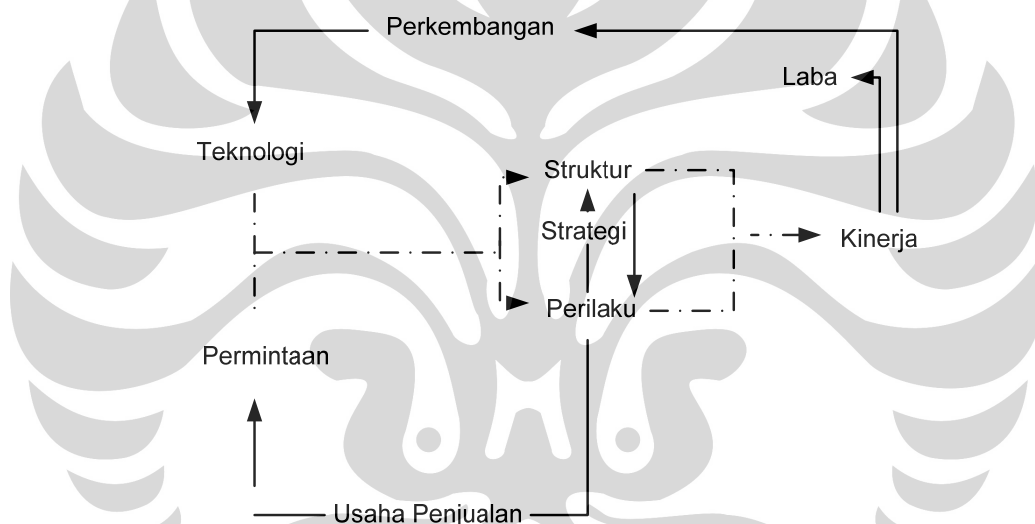 Perkembangan
Laba
Teknologi
Struktur
Strategi
Kinerja
Perilaku
Permintaan
Usaha Penjualan